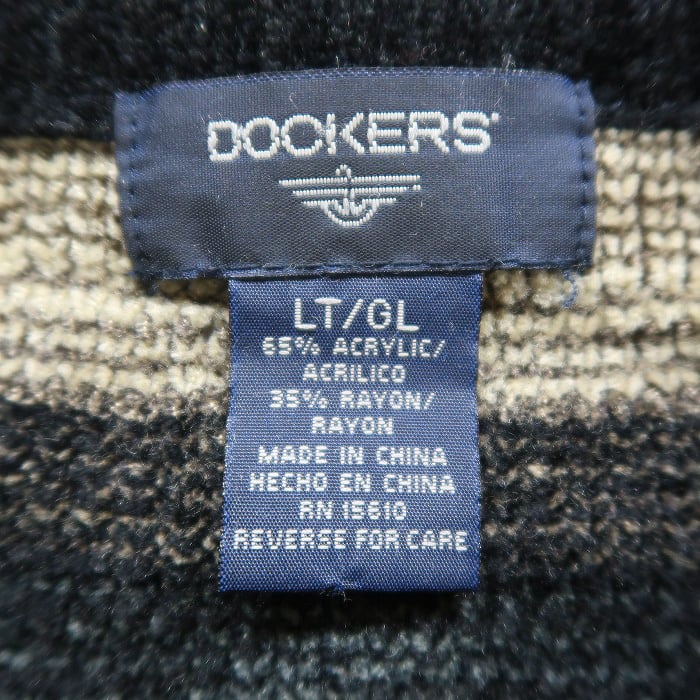 DOCKERS®
LT/GL
65% ACRYLIC/
ACRILICO
35% RAYON/
RAYON
MADE IN CHINA
HECHO EN CHINA
RN 15610
REVERSE FOR CARE